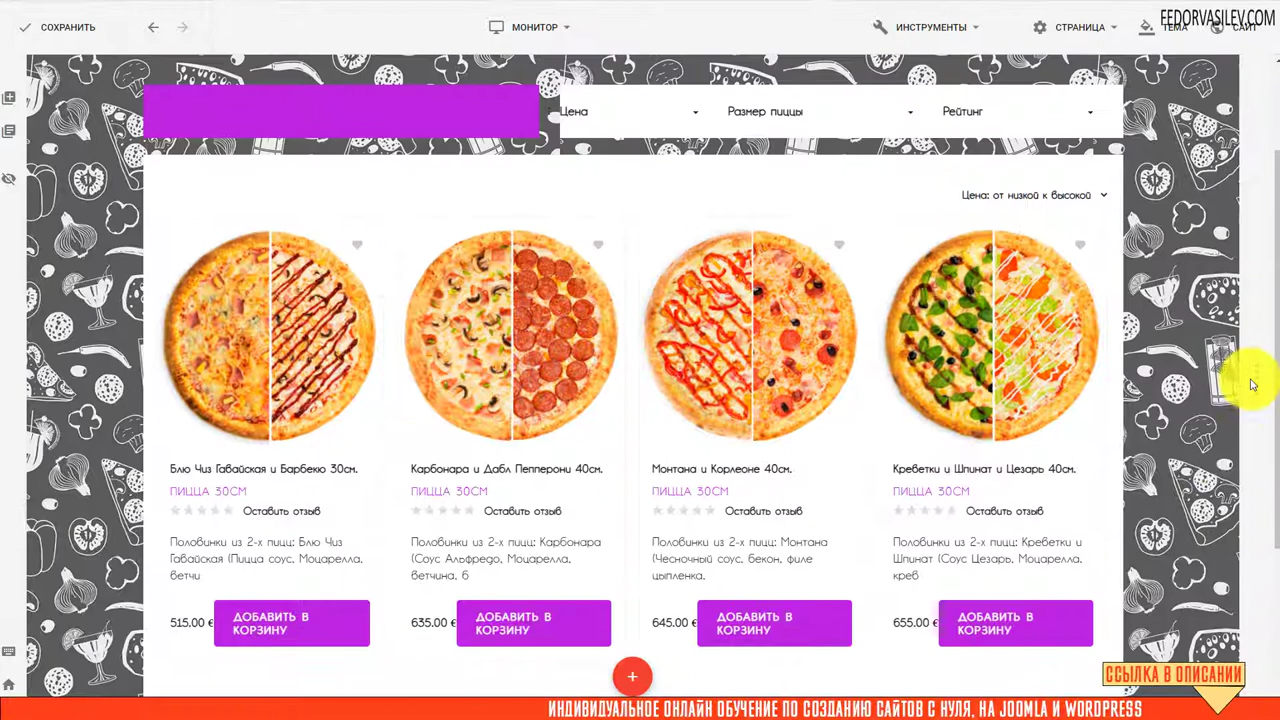 FEDORVASILEV.COM
СОХРАНИТЬ
МОНИТОР
ИНСТРУМЕНТЫ
СТРАНИЦА
ТЕМА
САЙТ
Цена
Размер пиццы
Рейтинг
Цена: от низкой к высокой
Блю Чиз Гавайская и Барбекю 30см.
ПИЦЦА 30СМ
Оставить отзыв
Половинки из 2-х пицц: Блю Чиз
Гавайская (Пицца соус, Моцарелла,
ветчи
515.00 €
ДОБАВИТЬ В
КОРЗИНУ
Карбонара и Дабл Пепперони 40см.
ПИЦЦА 30СМ
Оставить отзыв
Половинки из 2-х пицц: Карбонара
(Соус Альфредо, Моцарелла,
ветчина, б
635.00 €
ДОБАВИТЬ В
КОРЗИНУ
Монтана и Корлеоне 40см.
ПИЦЦА 30СМ
Оставить отзыв
Половинки из 2-х пицц: Монтана
(Чесночный соус, бекон, филе
цыпленка,
645.00 €
ДОБАВИТЬ В
КОРЗИНУ
Креветки и Шпинат и Цезарь 40см.
ПИЦЦА 30СМ
Оставить отзыв
Половинки из 2-х пицц: Креветки и
Шпинат (Соус Цезарь, Моцарелла,
креб
655.00 €
ДОБАВИТЬ В
КОРЗИНУ
+
ССЫЛКА В ОПИСАНИИ
ИНДИВИДУАЛЬНОЕ ОНЛАЙН ОБУЧЕНИЕ ПО СОЗДАНИЮ САЙТОВ С НУЛЯ, НА JOOMLA И WORDPRESS